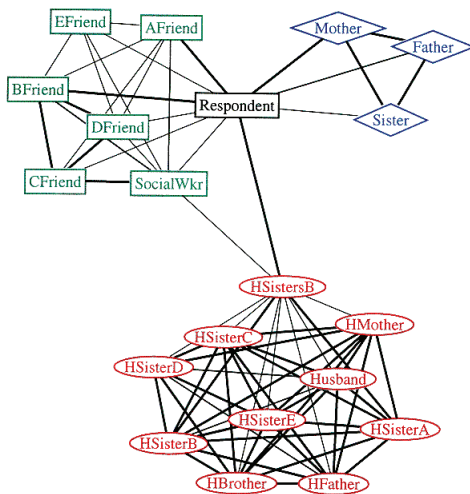 EFriend
AFriend
Mother
Father
BFriend
Respondent
DFriend
Sister
CFriend
SocialWkr
HSistersB
HSisterC
HMother
HSisterD
Husband
HSisterE
HSisterB
HSisterA
HBrother
HFather